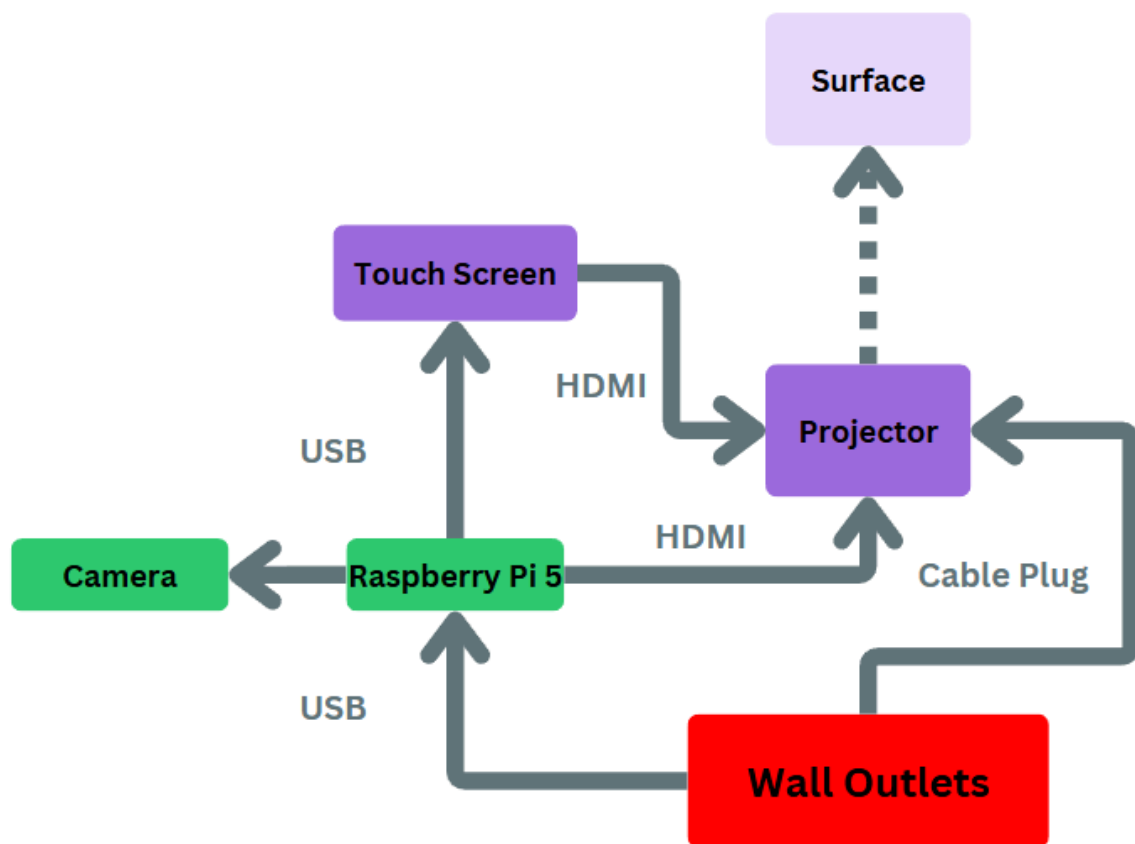 Surface
Touch Screen
HDMI
Projector
USB
HDMI
Camera
Raspberry Pi 5
Cable Plug
USB
Wall Outlets